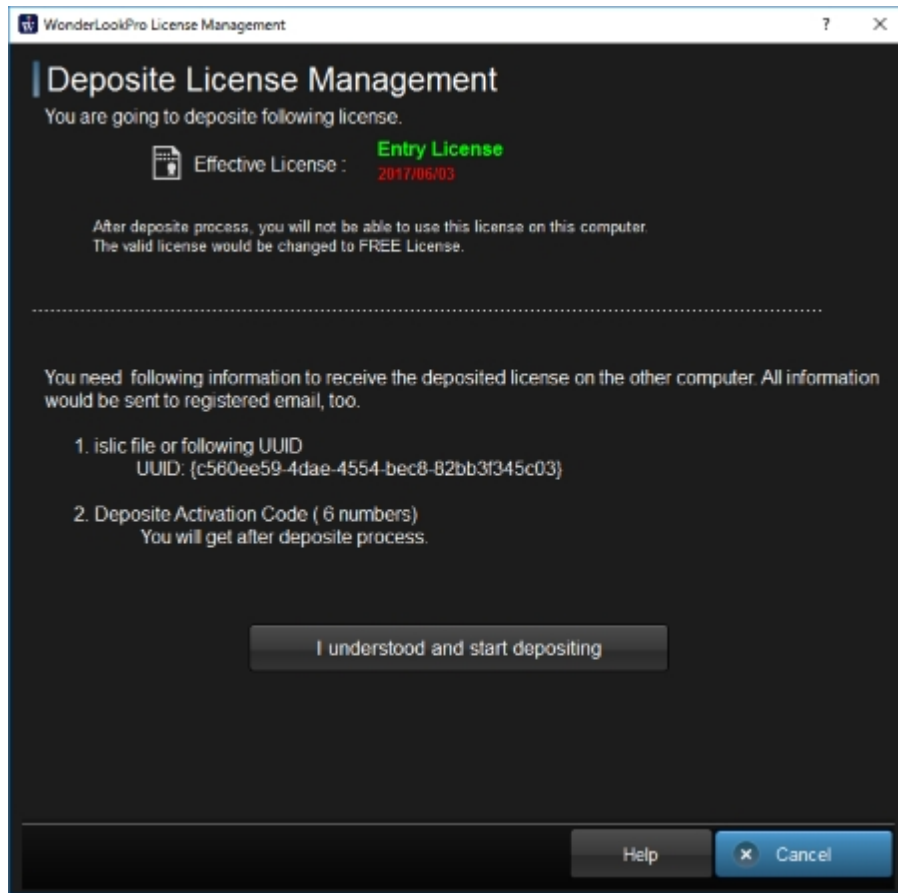 WonderLookPro License Management
Deposite License Management
You are going to deposite following license.
Effective License :
Entry License
2017/06/03
After deposite process, you will not be able to use this license on this computer.
The valid license would be changed to FREE License.
You need following information to receive the deposited license on the other computer. All information
would be sent to registered email, too.
1. islic file or following UUID
UUID: {c560ee59-4dae-4554-bec8-82bb3f345c03}
2. Deposite Activation Code ( 6 numbers)
You will get after deposite process.
I understood and start depositing
Help
Cancel